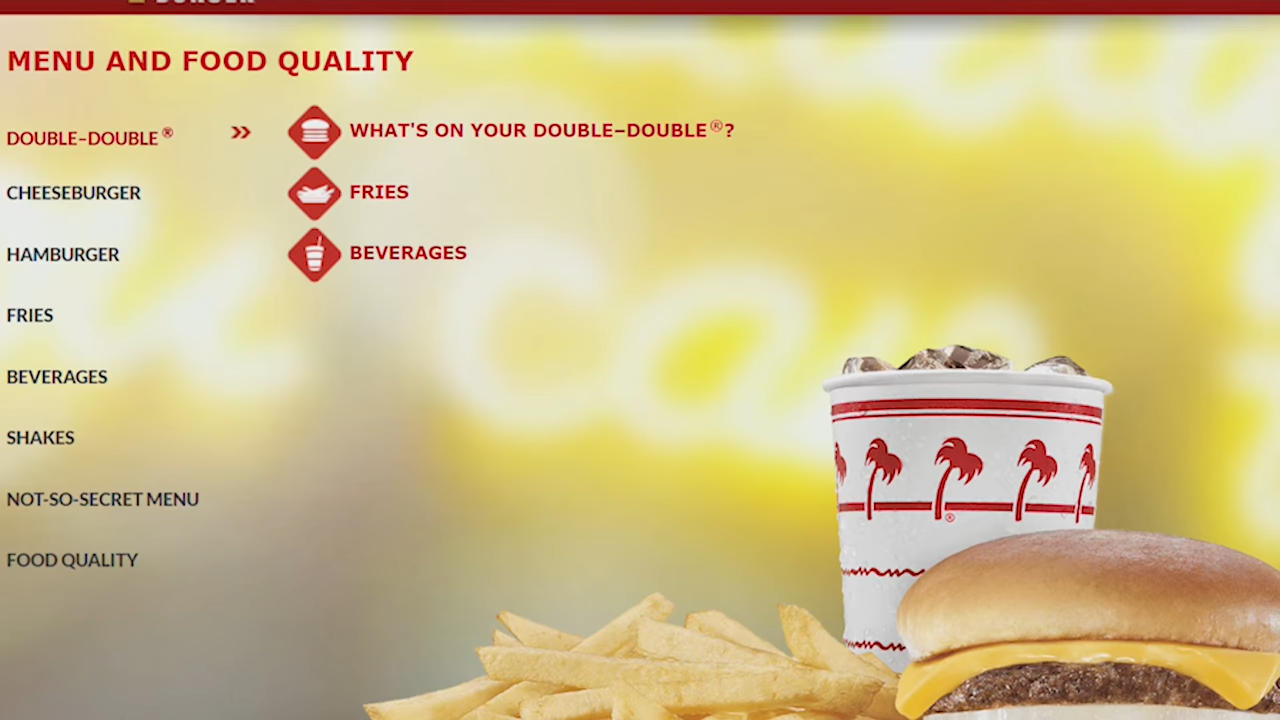 MENU AND FOOD QUALITY
DOUBLE-DOUBLE®
»
WHAT'S ON YOUR DOUBLE-DOUBLE®?
CHEESEBURGER
FRIES
HAMBURGER
BEVERAGES
FRIES
BEVERAGES
SHAKES
NOT-SO-SECRET MENU
FOOD QUALITY
®